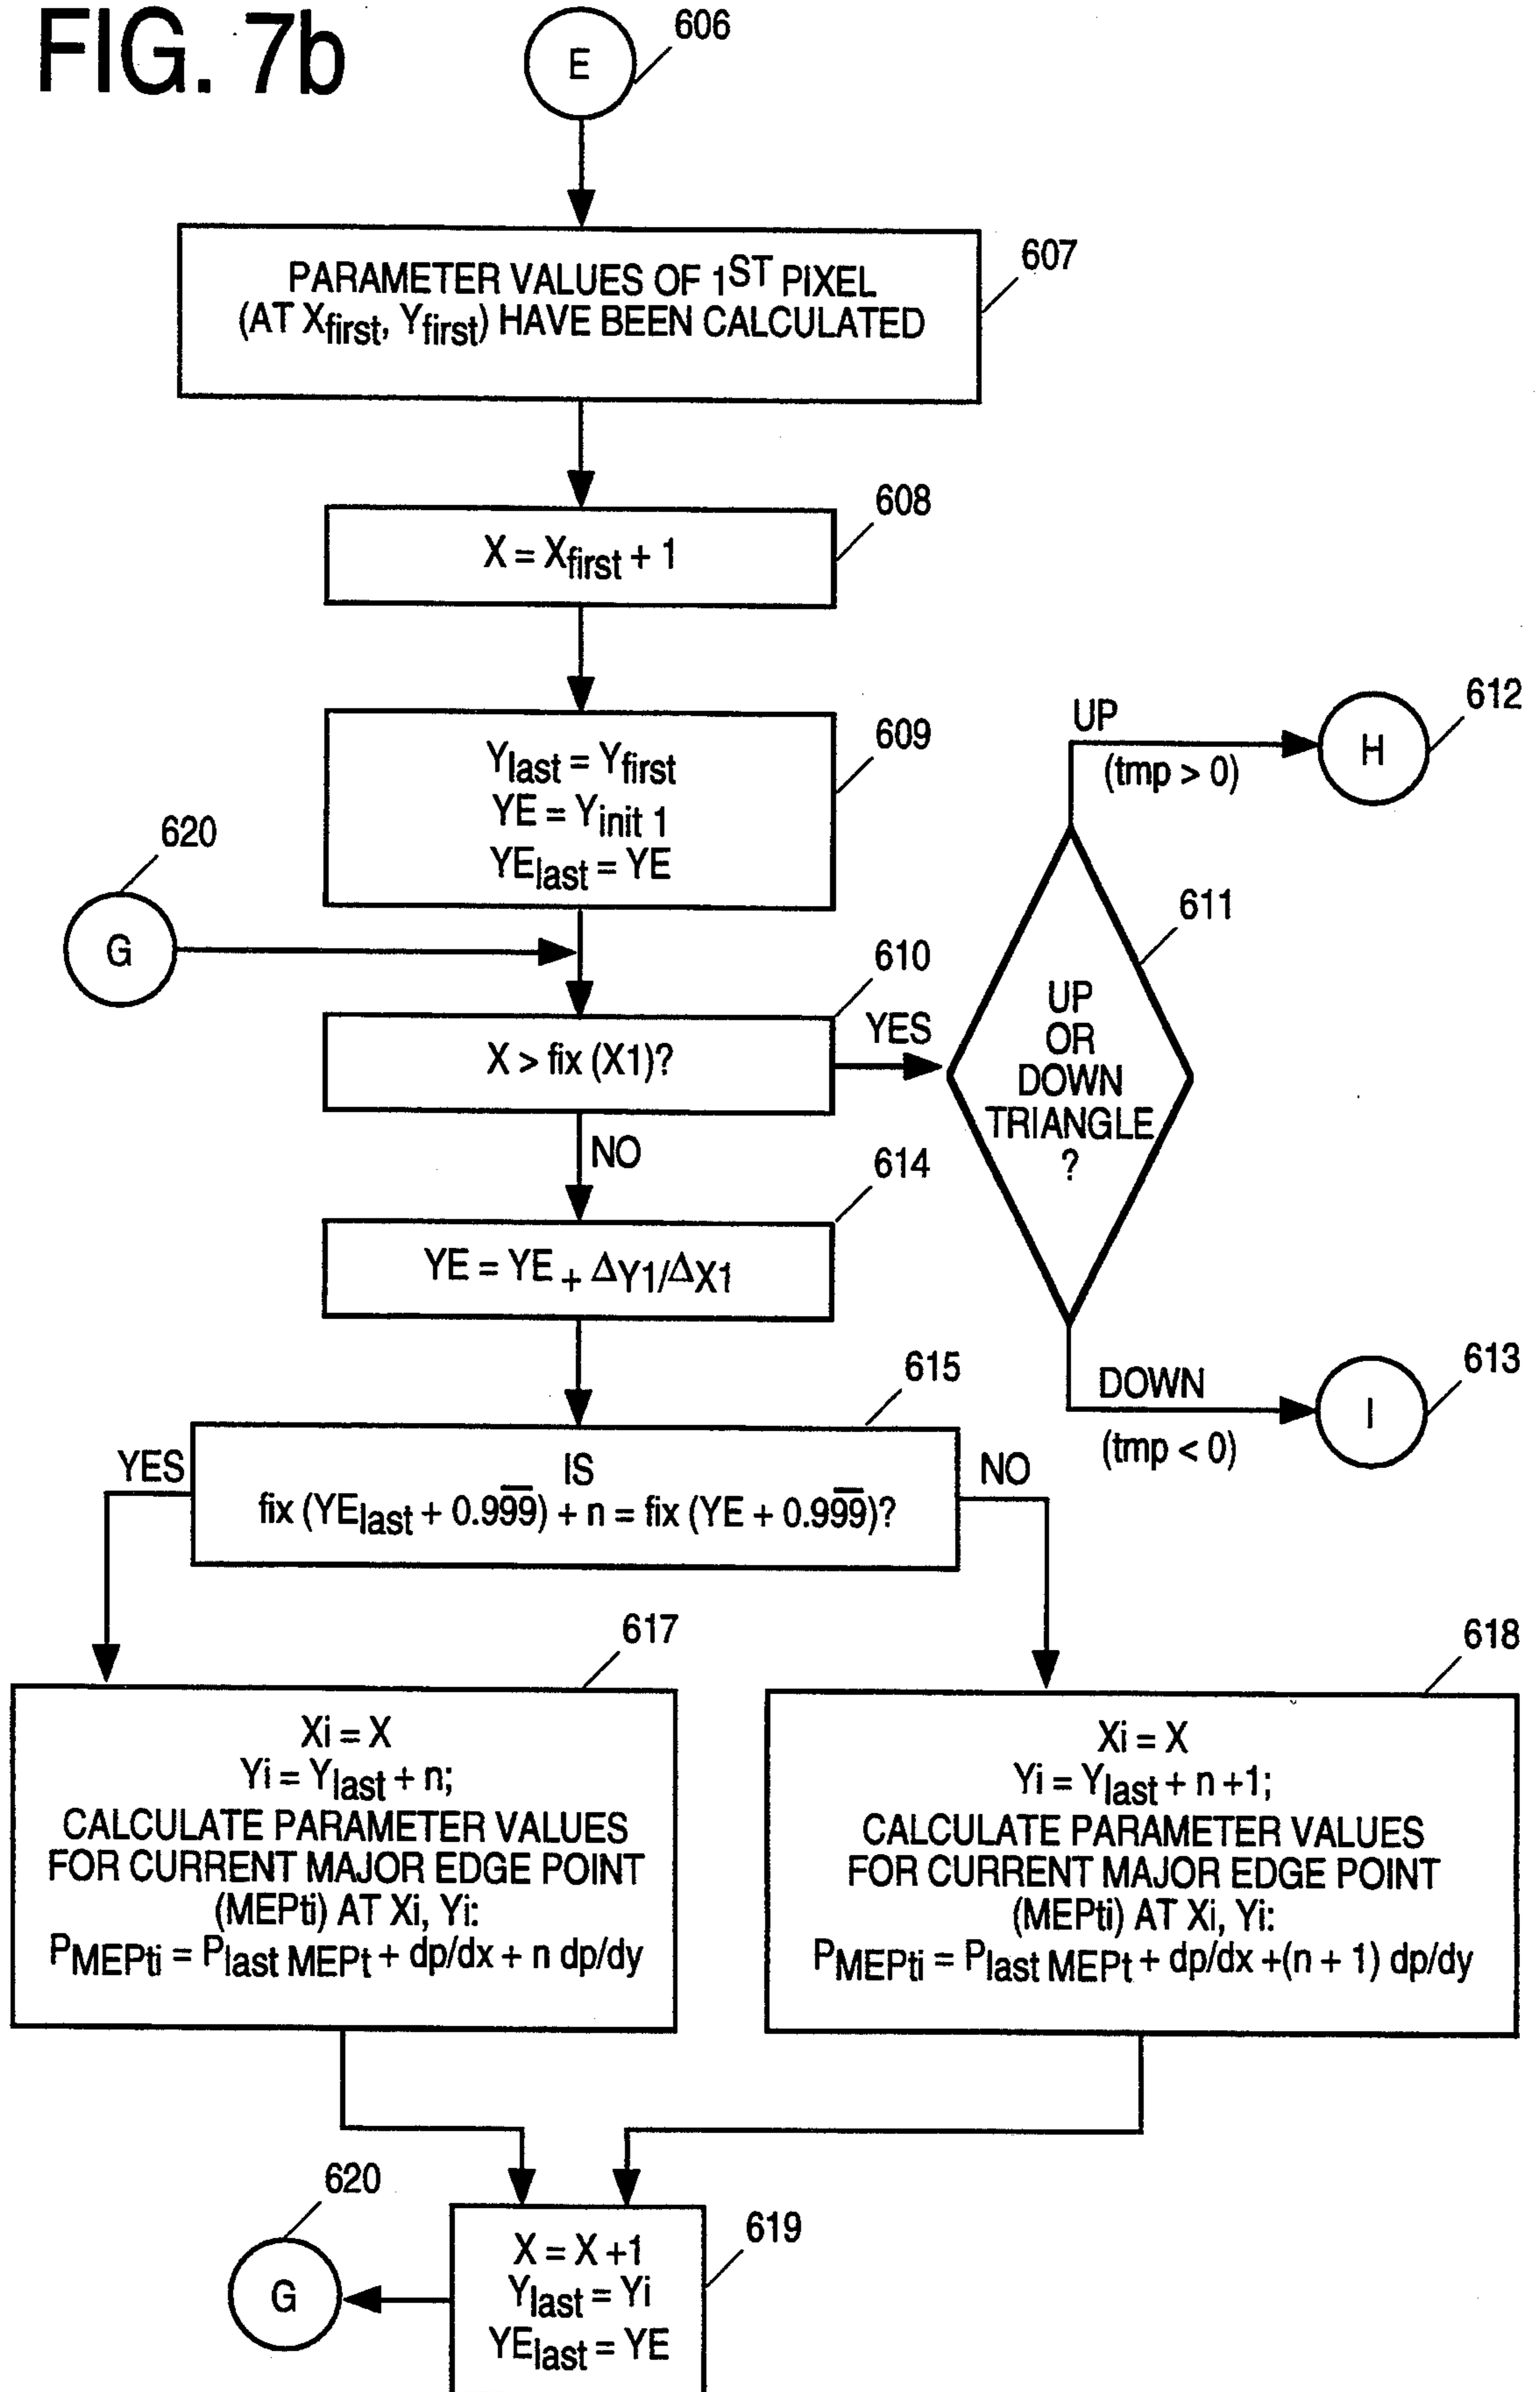 FIG. 7b
E
606
PARAMETER VALUES OF 1ST PIXEL
(AT Xfirst, Yfirst) HAVE BEEN CALCULATED
607
X = Xfirst + 1
608
Ylast = Yfirst
YE = Yinit 1
YElast = YE
609
UP
(tmp > 0)
H
612
620
G
X > fix (X1)?
610
YES
UP
OR
DOWN
TRIANGLE
?
611
NO
YE = YE + ΔY1/ΔX1
614
DOWN
(tmp < 0)
I
613
IS
fix (YElast + 0.99̅9̅) + n = fix (YE + 0.99̅9̅)?
615
YES
NO
Xi = X
Yi = Ylast + n;
CALCULATE PARAMETER VALUES
FOR CURRENT MAJOR EDGE POINT
(MEPti) AT Xi, Yi:
PMEPti = Plast MEPt + dp/dx + n dp/dy
617
Xi = X
Yi = Ylast + n +1;
CALCULATE PARAMETER VALUES
FOR CURRENT MAJOR EDGE POINT
(MEPti) AT Xi, Yi:
PMEPti = Plast MEPt + dp/dx +(n + 1) dp/dy
618
X = X +1
Ylast = Yi
YElast = YE
619
620
G